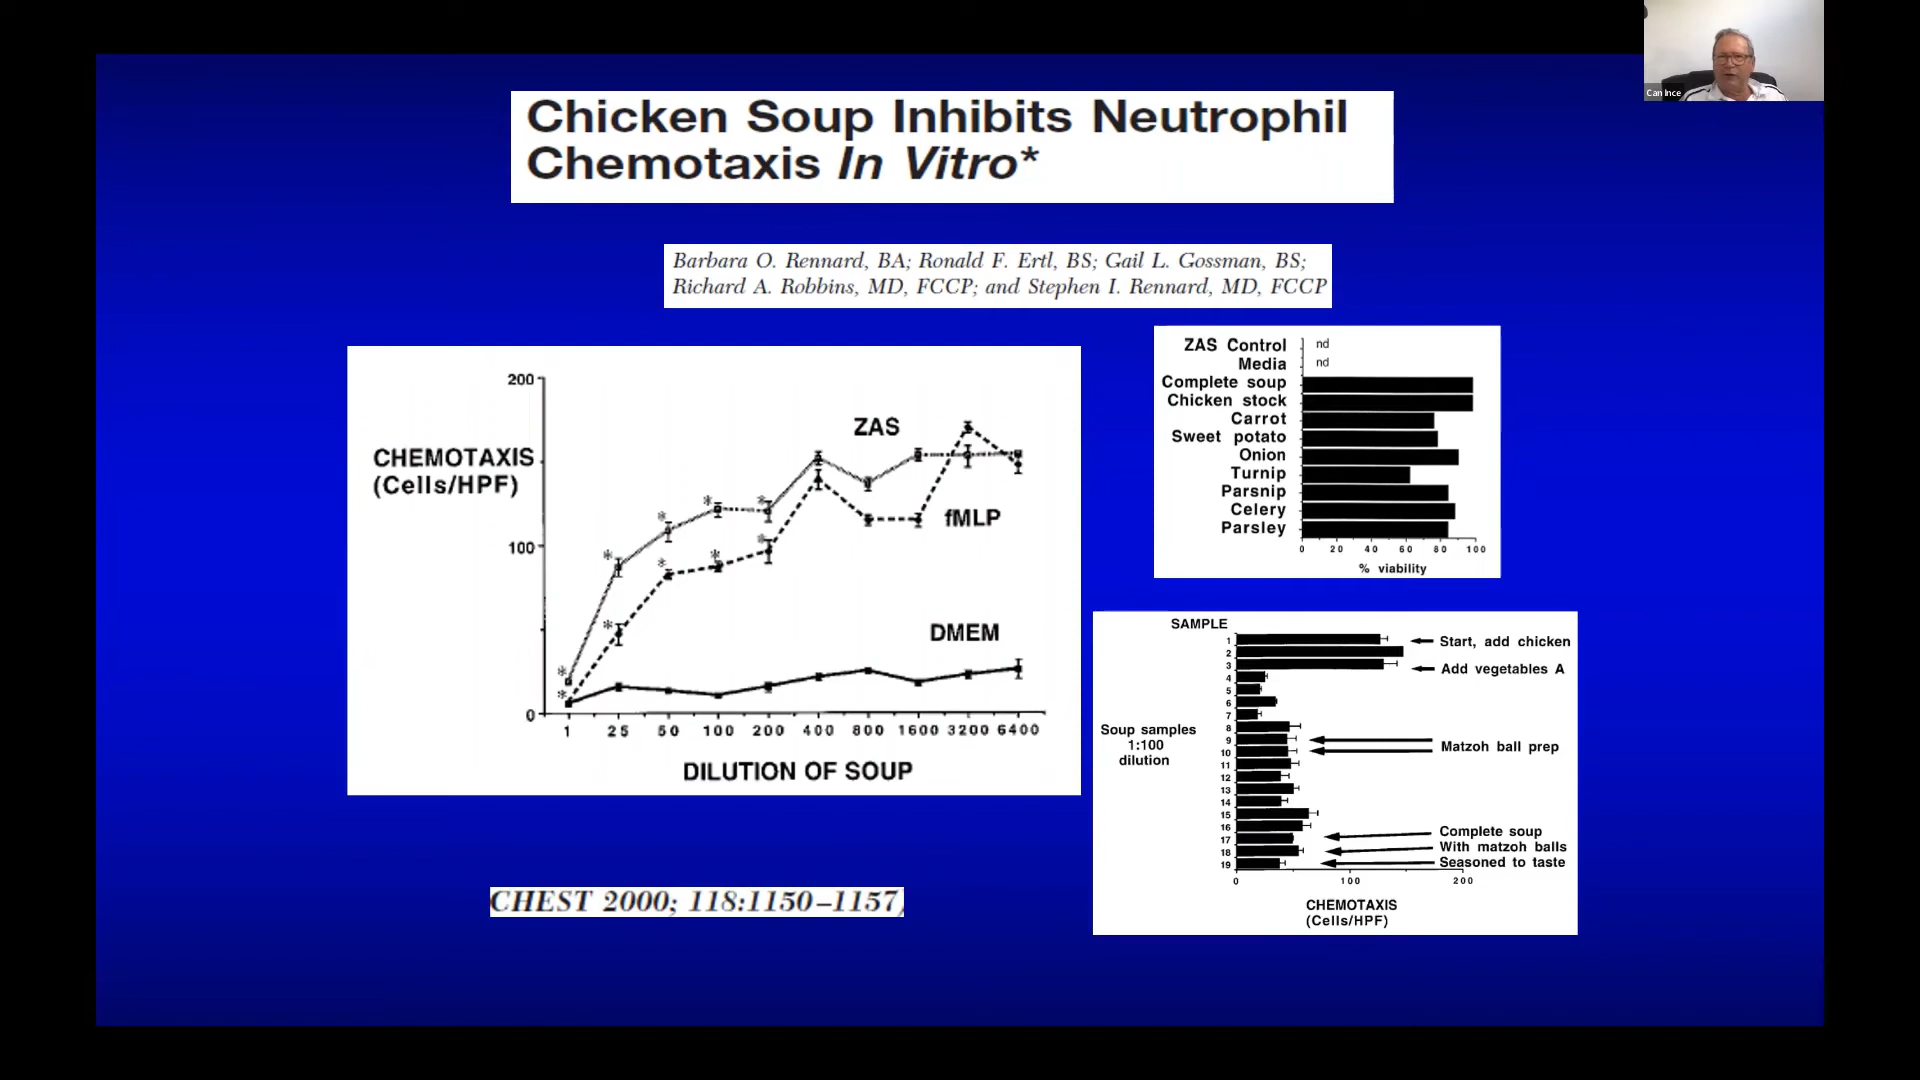 Can Ince
Chicken Soup Inhibits Neutrophil
Chemotaxis In Vitro*
Barbara O. Rennard, BA; Ronald F. Ertl, BS; Gail L. Gossman, BS;
Richard A. Robbins, MD, FCCP; and Stephen I. Rennard, MD, FCCP
CHEMOTAXIS
(Cells/HPF)
200
100
0
ZAS
fMLP
DMEM
* * * * *
* * * * *
1 25 50 100 200 400 800 1600 3200 6400
DILUTION OF SOUP
ZAS Control nd
Media nd
Complete soup
Chicken stock
Carrot
Sweet potato
Onion
Turnip
Parsnip
Celery
Parsley
0 20 40 60 80 100
% viability
SAMPLE
1
2
3
4
5
6
7
8
9
10
11
12
13
14
15
16
17
18
19
Soup samples
1:100
dilution
Start, add chicken
Add vegetables A
Matzoh ball prep
Complete soup
With matzoh balls
Seasoned to taste
0 100 200
CHEMOTAXIS
(Cells/HPF)
CHEST 2000; 118:1150–1157